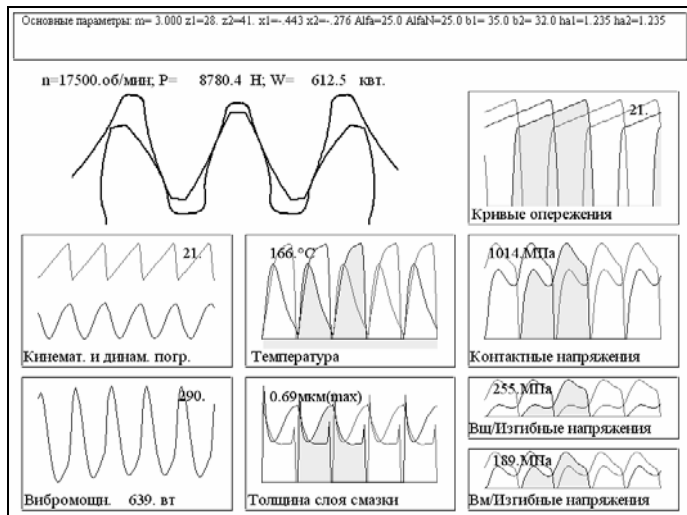 Основные параметры: m= 3.000 z1=28. z2=41. x1=-.443 x2=-.276 Alfa=25.0 AlfaN=25.0 b1= 35.0 b2= 32.0 ha1=1.235 ha2=1.235
n=17500.об/мин; P= 8780.4 Н; W= 612.5 квт.
21.
Кривые опережения
21.
Кинемат. и динам. погр.
166.°C
Температура
1014.МПа
Контактные напряжения
290.
Вибромощн. 639. вт
0.69мкм(max)
Толщина слоя смазки
255.МПа
Вш/Изгибные напряжения
189.МПа
Вм/Изгибные напряжения